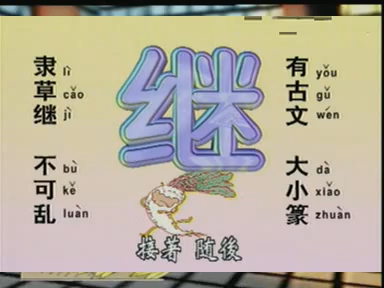 有古文
yǒu gǔ wén
大小篆
dà xiǎo zhuàn
隶草继
lì cǎo jì
不可乱
bù kě luàn
继
接著 隨後